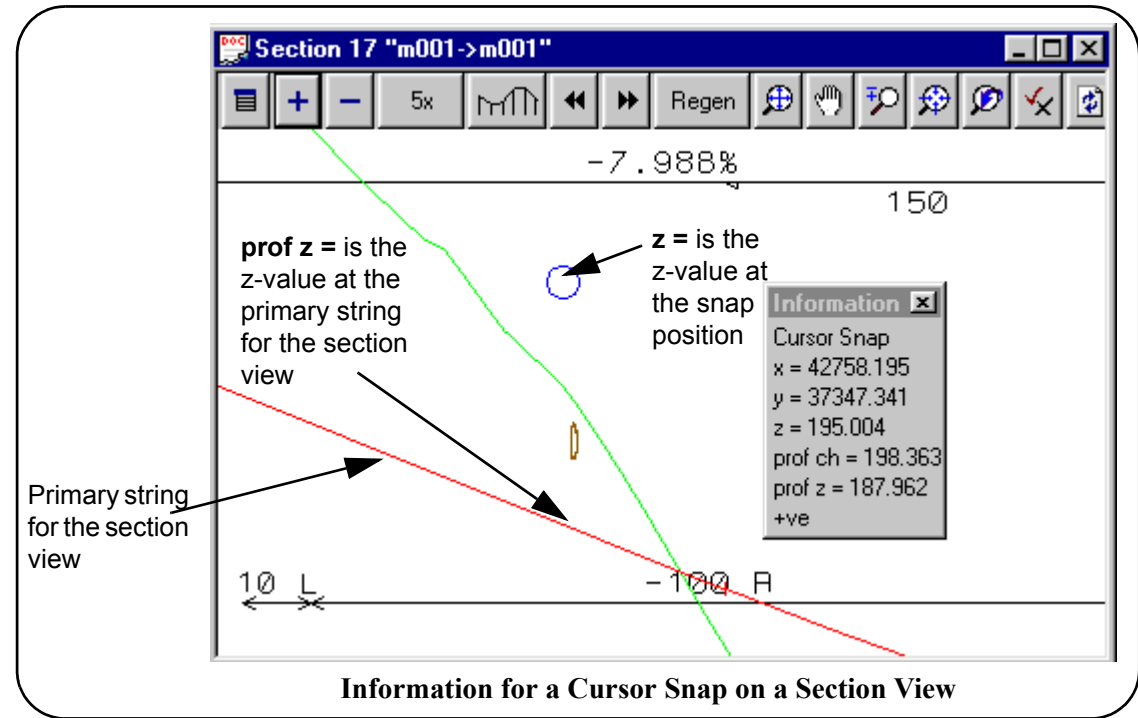 Section 17 "m001->m001"
5x
Regen
-7.988%
150
prof z = is the
z-value at the
primary string
for the section
view
z = is the
z-value at
the snap
position
Information
Cursor Snap
x = 42758.195
y = 37347.341
z = 195.004
prof ch = 198.363
prof z = 187.962
+ve
Primary string
for the section
view
10 L
-100 R
Information for a Cursor Snap on a Section View